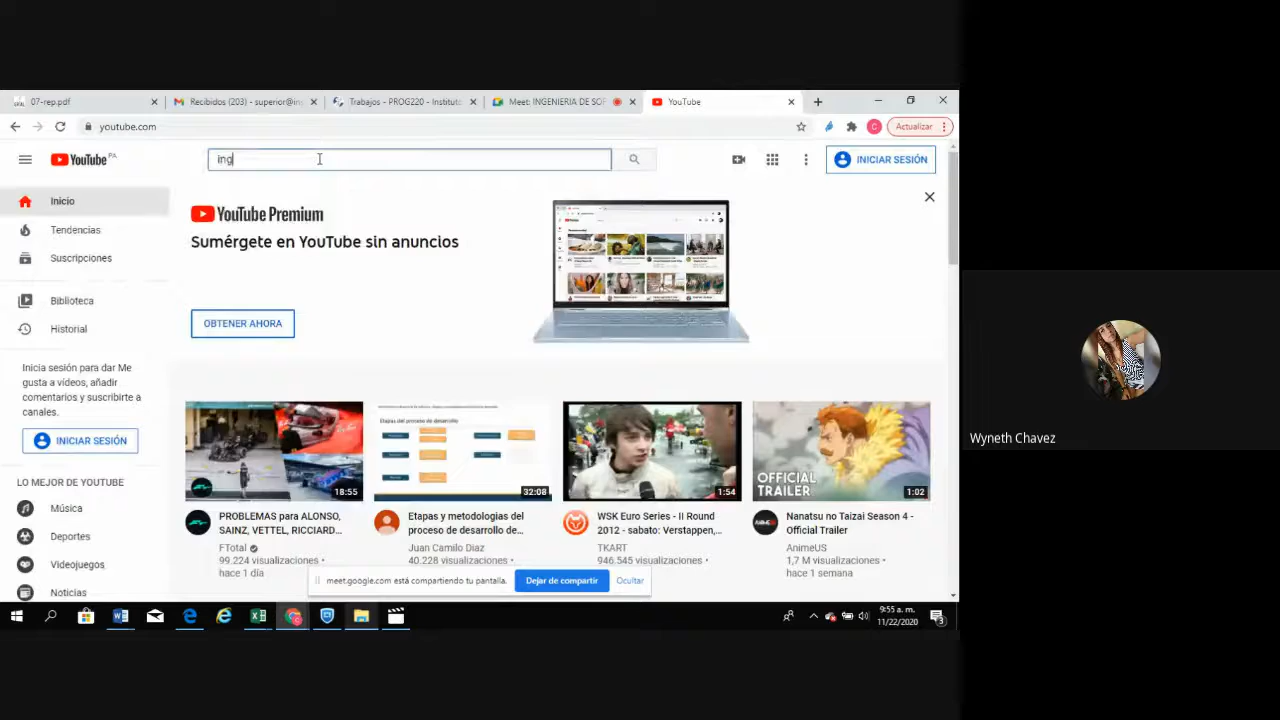 07-rep.pdf
Recibidos (203) - superior@ins
Trabajos - PROG220 - Instituto
Meet: INGENIERIA DE SOF
YouTube
youtube.com
Actualizar
YouTube PA
ing
INICIAR SESIÓN
Inicio
Tendencias
Suscripciones
Biblioteca
Historial
Inicia sesión para dar Me
gusta a vídeos, añadir
comentarios y suscribirte a
canales.
INICIAR SESIÓN
LO MEJOR DE YOUTUBE
Música
Deportes
Videojuegos
Noticias
YouTube Premium
Sumérgete en YouTube sin anuncios
OBTENER AHORA
18:55
Etapas del proceso de desarrollo
32:08
1:54
OFFICIAL
TRAILER
1:02
PROBLEMAS para ALONSO,
SAINZ, VETTEL, RICCIARD...
FTotal
99.224 visualizaciones •
hace 1 día
Etapas y metodologias del
proceso de desarrollo de...
Juan Camilo Diaz
40.228 visualizaciones •
WSK Euro Series - II Round
2012 - sabato: Verstappen,...
TKART
946.545 visualizaciones •
Nanatsu no Taizai Season 4 -
Official Trailer
AnimeUS
1,7 M visualizaciones •
hace 1 semana
meet.google.com está compartiendo tu pantalla.
Dejar de compartir
Ocultar
9:55 a. m.
11/22/2020
3
Wyneth Chavez